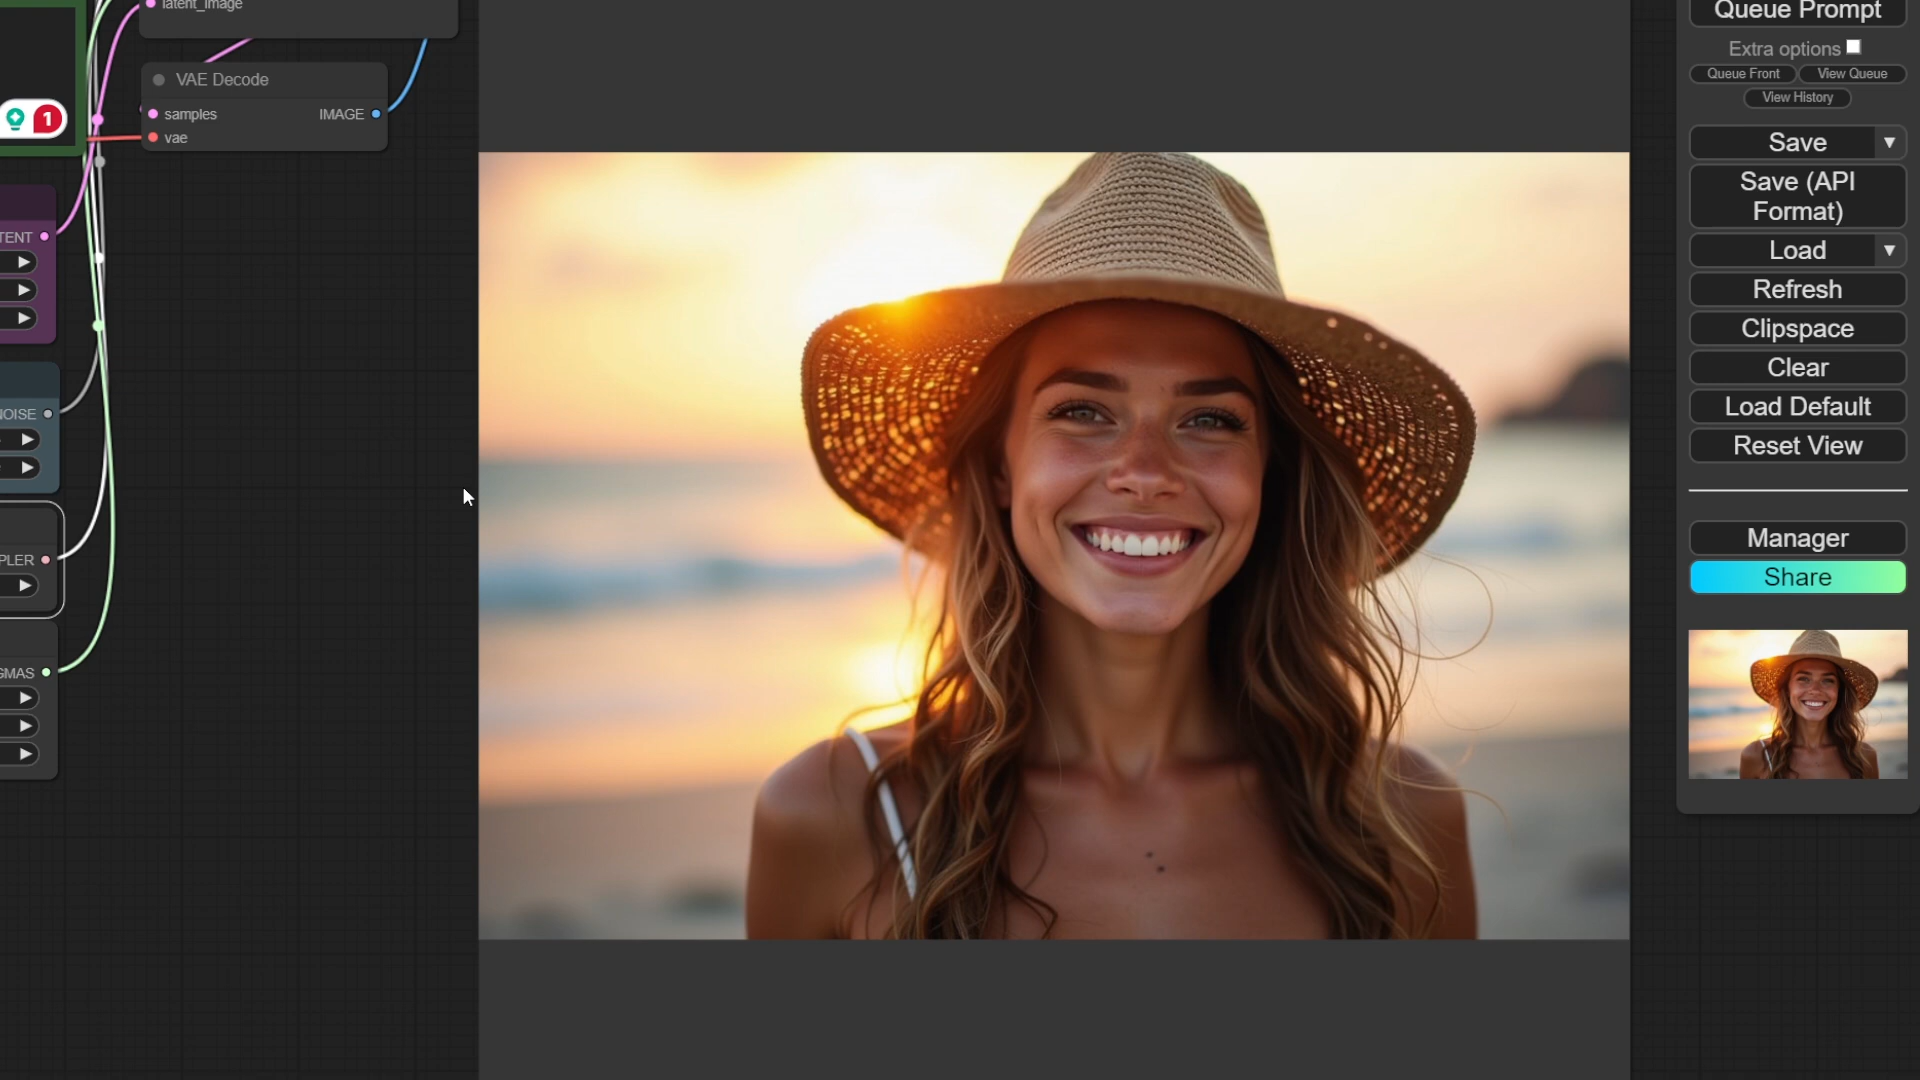 latent_image
VAE Decode
samples IMAGE
vae
1
TENT
NOISE
PLER
GMAS
Queue Prompt
Extra options
Queue Front View Queue
View History
Save ▼
Save (API
Format)
Load ▼
Refresh
Clipspace
Clear
Load Default
Reset View
Manager
Share